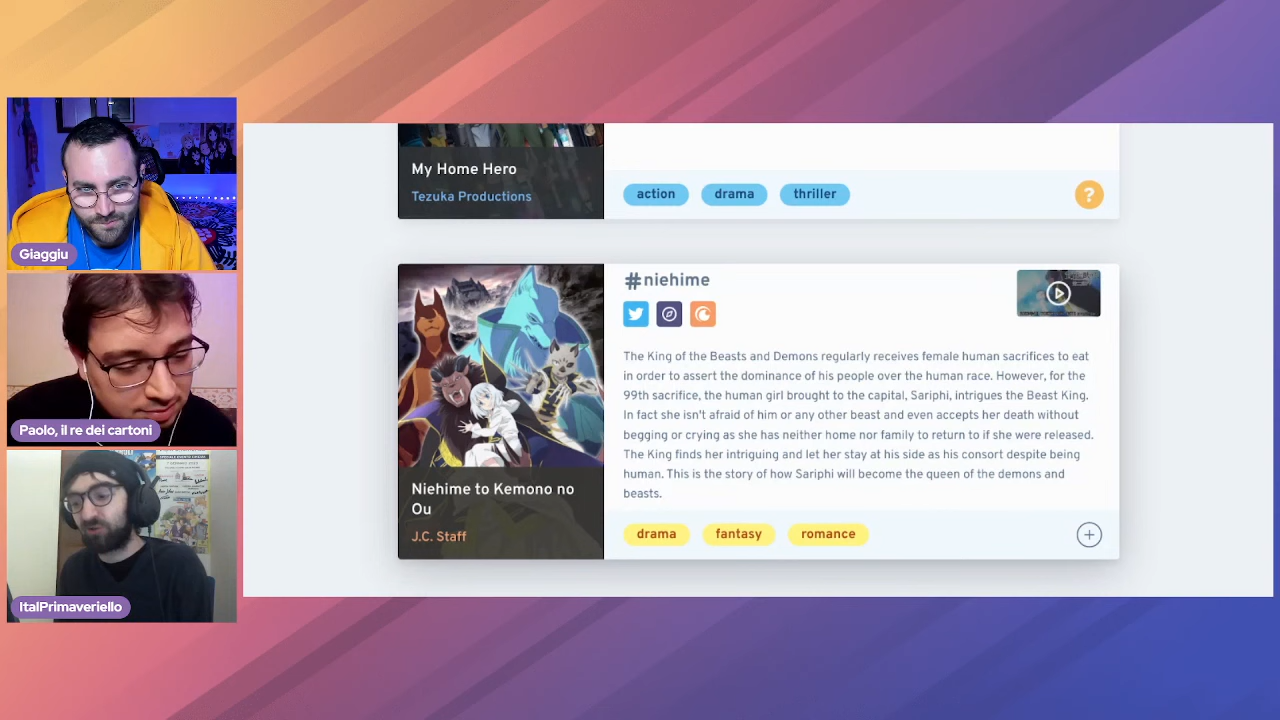 Giaggiu
Paolo, il re dei cartoni
ItalPrimaveriello
My Home Hero
Tezuka Productions
action drama thriller
?
#niehime
The King of the Beasts and Demons regularly receives female human sacrifices to eat
in order to assert the dominance of his people over the human race. However, for the
99th sacrifice, the human girl brought to the capital, Sariphi, intrigues the Beast King.
In fact she isn't afraid of him or any other beast and even accepts her death without
begging or crying as she has neither home nor family to return to if she were released.
The King finds her intriguing and let her stay at his side as his consort despite being
human. This is the story of how Sariphi will become the queen of the demons and
beasts.
Niehime to Kemono no
Ou
J.C. Staff
drama fantasy romance